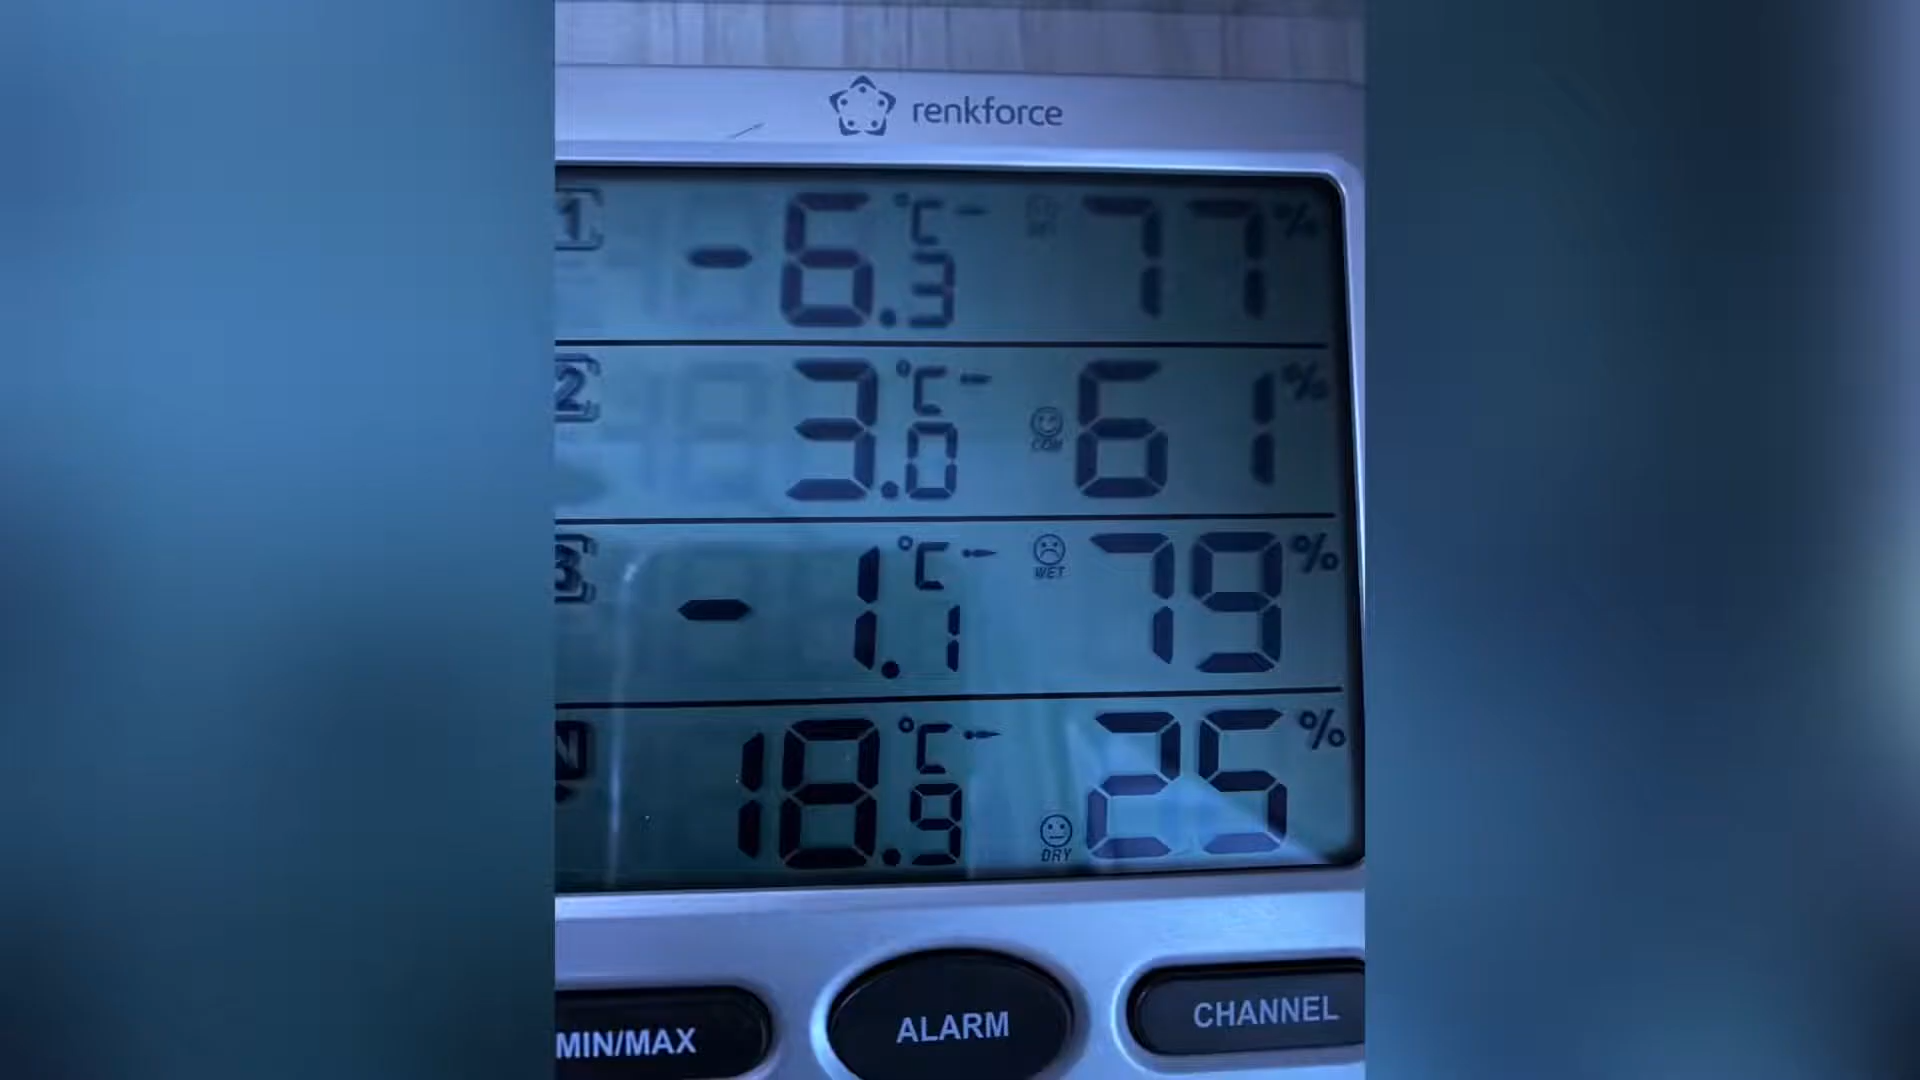 renkforce
1 -6.3 °C 77 %
2 3.0 °C COM 61 %
3 -1.1 °C WET 79 %
18.9 °C DRY 25 %
MIN/MAX ALARM CHANNEL